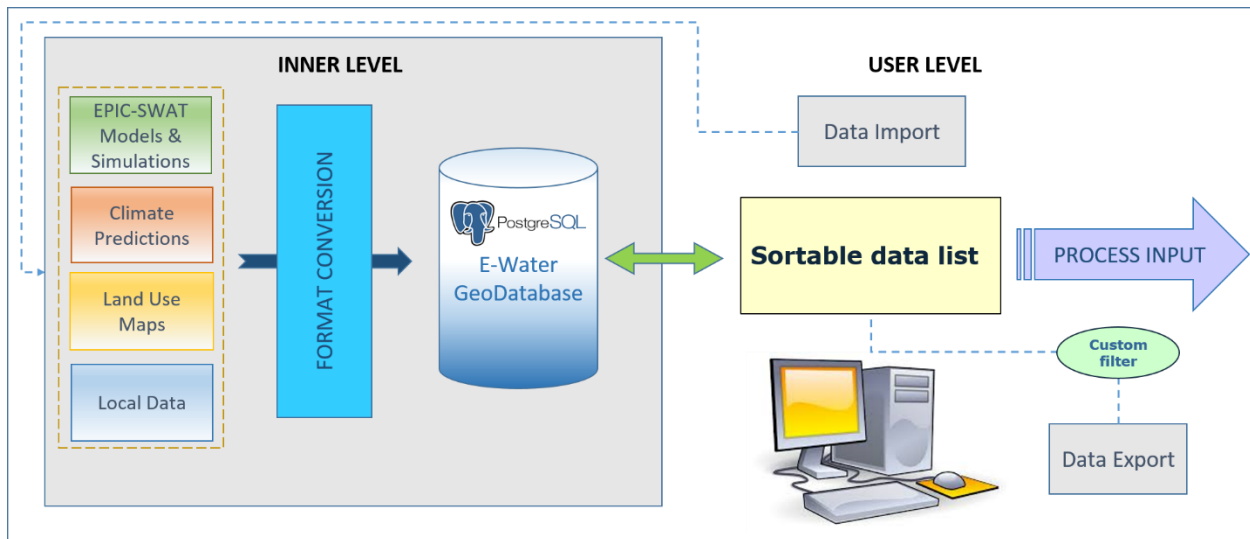 INNER LEVEL
USER LEVEL
EPIC-SWAT
Models &
Simulations
Climate
Predictions
Land Use
Maps
Local Data
FORMAT CONVERSION
PostgreSQL
E-Water
GeoDatabase
Data Import
Sortable data list
PROCESS INPUT
Custom
filter
Data Export